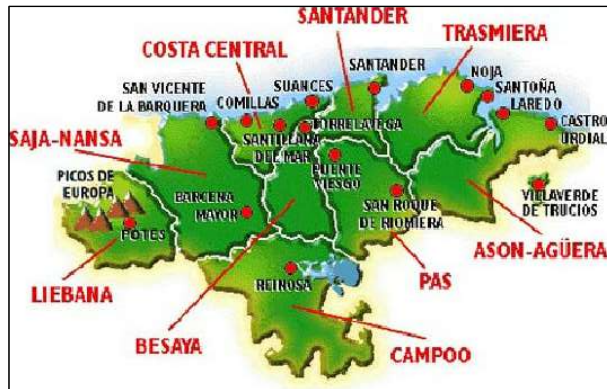 SANTANDER
TRASMIERA
COSTA CENTRAL
SANTANDER
NOJA
SAN VICENTE
DE LA BARQUERA
COMILLAS
SUANCES
SANTOÑA
LAREDO
CASTRO
URDIAL
SANTILLANA
DEL MAR
TORRELAVEGA
SAJA-NANSA
PUENTE
VIESGO
PICOS DE
EUROPA
BARCENA
MAYOR
SAN ROQUE
DE RIOMIERA
VILLAVERDE
DE TRUCIOS
POTES
ASON-AGÜERA
REINOSA
PAS
LIEBANA
BESAYA
CAMPOO